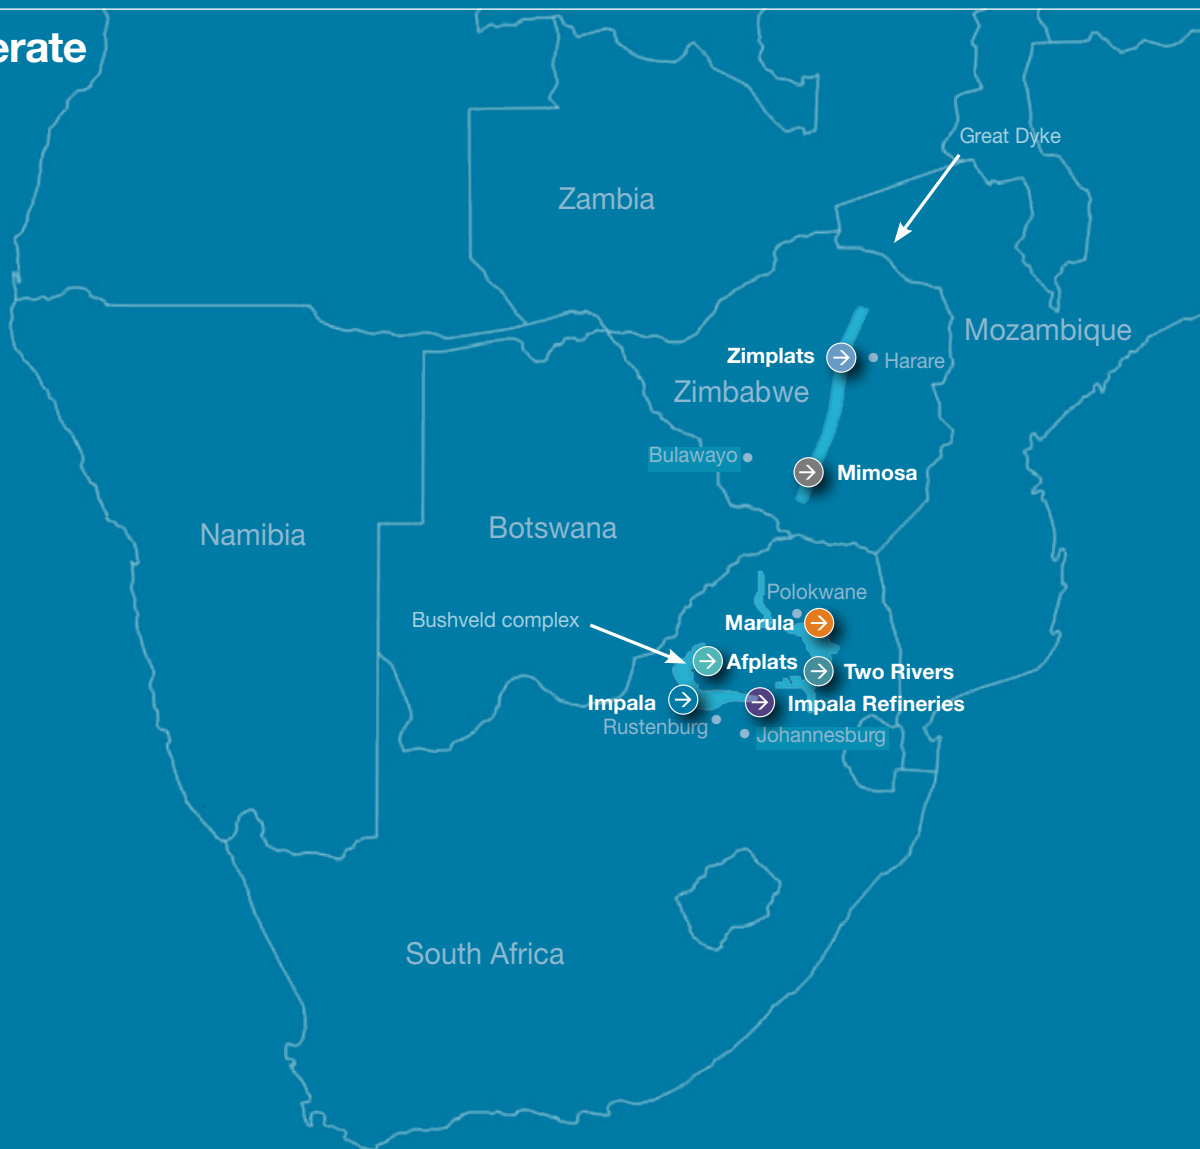 erate
Great Dyke
Zambia
Mozambique
Zimplats
Harare
Zimbabwe
Bulawayo
Mimosa
Namibia
Botswana
Polokwane
Bushveld complex
Marula
Afplats
Two Rivers
Impala
Impala Refineries
Rustenburg
Johannesburg
South Africa